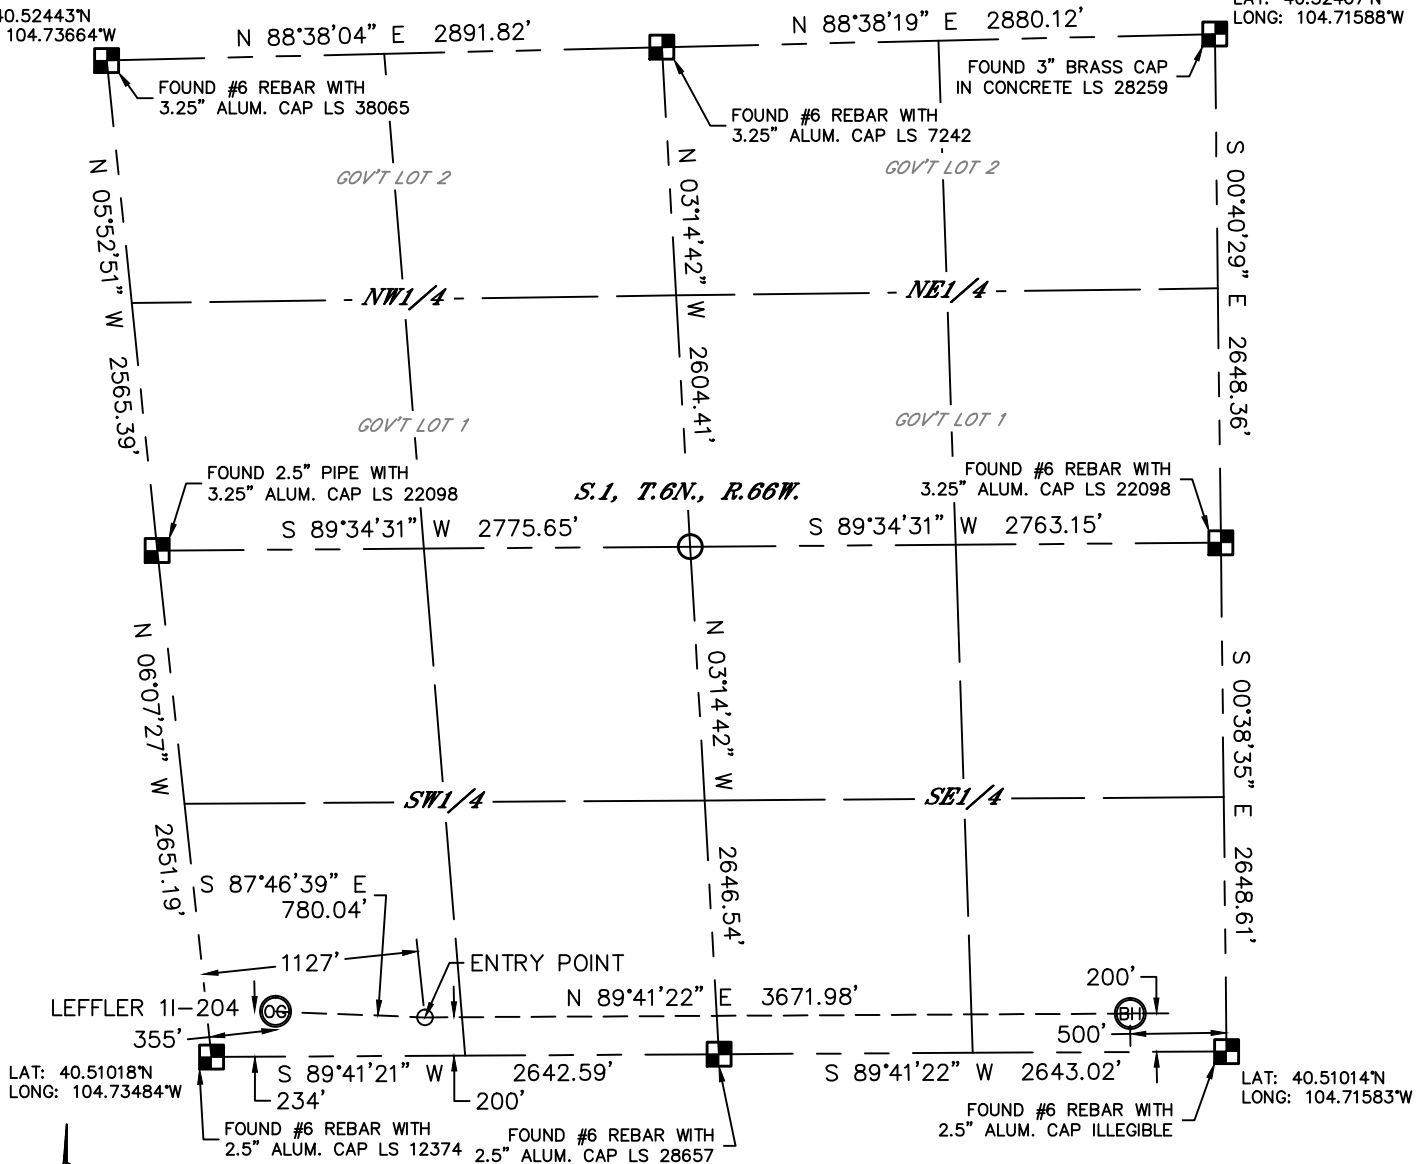 40.52443°N
104.73664°W
N 88°38'04" E 2891.82'
N 88°38'19" E 2880.12'
LONG: 104.71588°W
FOUND #6 REBAR WITH
3.25" ALUM. CAP LS 38065
FOUND #6 REBAR WITH
3.25" ALUM. CAP LS 7242
FOUND 3" BRASS CAP
IN CONCRETE LS 28259
GOV'T LOT 2
GOV'T LOT 2
N 05°52'51" W 2565.39'
N 03°14'42" W 2604.41'
S 00°40'29" E 2648.36'
NW1/4
NE1/4
GOV'T LOT 1
GOV'T LOT 1
FOUND 2.5" PIPE WITH
3.25" ALUM. CAP LS 22098
S.1, T.6N., R.66W.
FOUND #6 REBAR WITH
3.25" ALUM. CAP LS 22098
S 89°34'31" W 2775.65'
S 89°34'31" W 2763.15'
N 06°07'27" W 2651.19'
N 03°14'42" W 2646.54'
S 00°38'35" E 2648.61'
SW1/4
SE1/4
S 87°46'39" E
780.04'
1127'
ENTRY POINT
LEFFLER 1I-204
OG
N 89°41'22" E 3671.98'
200'
BH
355'
500'
LAT: 40.51018°N
LONG: 104.73484°W
S 89°41'21" W 2642.59'
S 89°41'22" W 2643.02'
LAT: 40.51014°N
LONG: 104.71583°W
234'
200'
FOUND #6 REBAR WITH
2.5" ALUM. CAP LS 12374
FOUND #6 REBAR WITH
2.5" ALUM. CAP LS 28657
FOUND #6 REBAR WITH
2.5" ALUM. CAP ILLEGIBLE